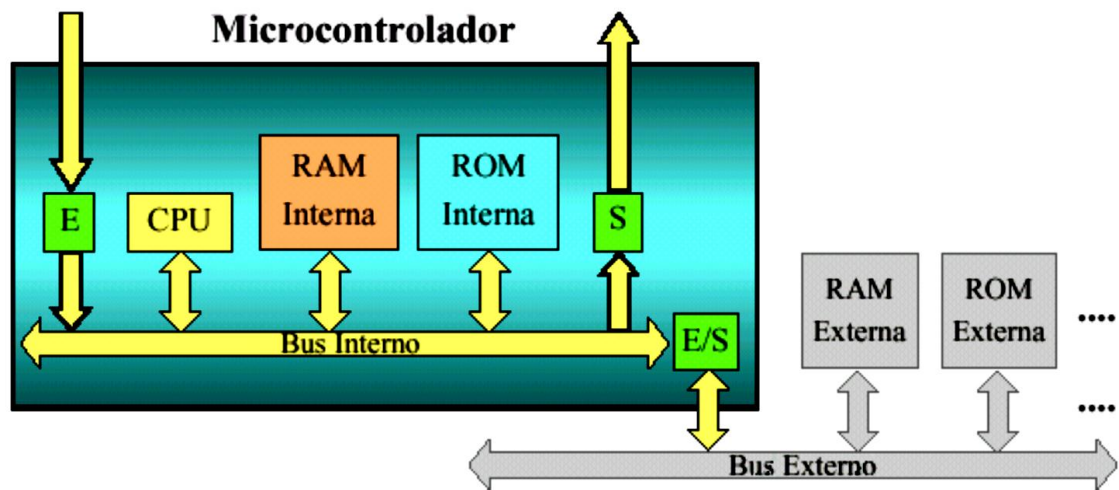 Microcontrolador
E
CPU
RAM
Interna
ROM
Interna
S
Bus Interno
E/S
RAM
Externa
ROM
Externa
....
....
Bus Externo